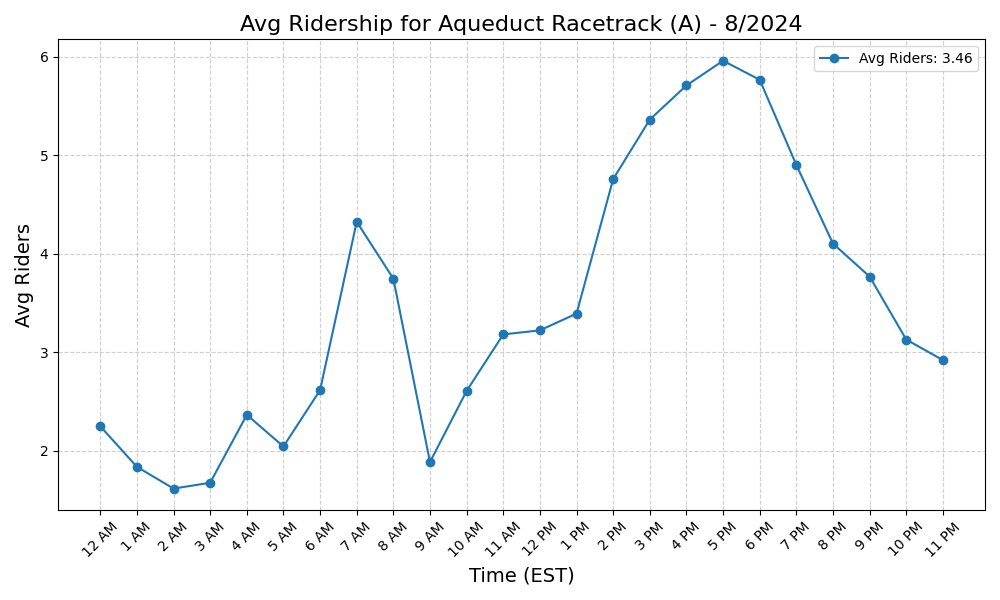 Avg Ridership for Aqueduct Racetrack (A) - 8/2024
Avg Riders: 3.46
Avg Riders
6
5
4
3
2
12 AM
1 AM
2 AM
3 AM
4 AM
5 AM
6 AM
7 AM
8 AM
9 AM
10 AM
11 AM
12 PM
1 PM
2 PM
3 PM
4 PM
5 PM
6 PM
7 PM
8 PM
9 PM
10 PM
11 PM
Time (EST)